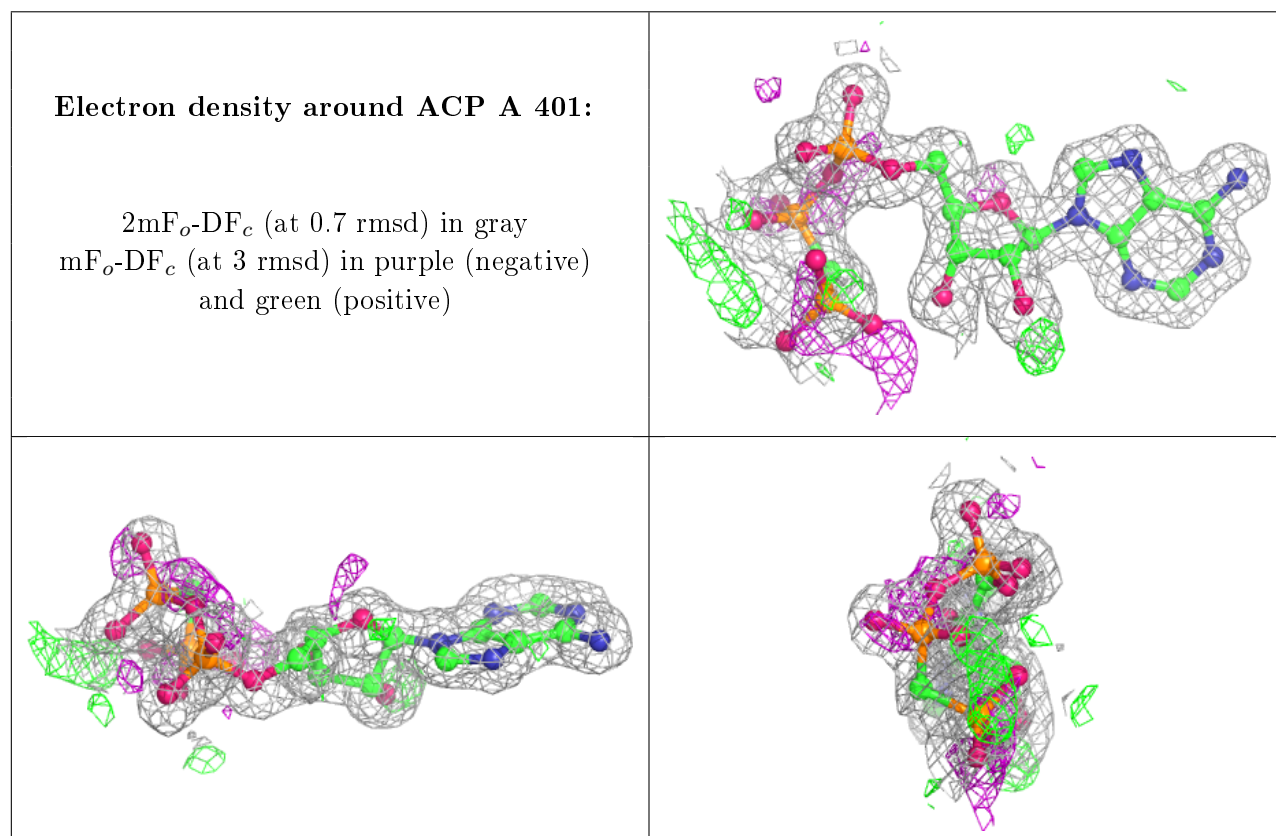 Electron density around ACP A 401:
2mFₒ-DF𝒸 (at 0.7 rmsd) in gray
mFₒ-DF𝒸 (at 3 rmsd) in purple (negative)
and green (positive)